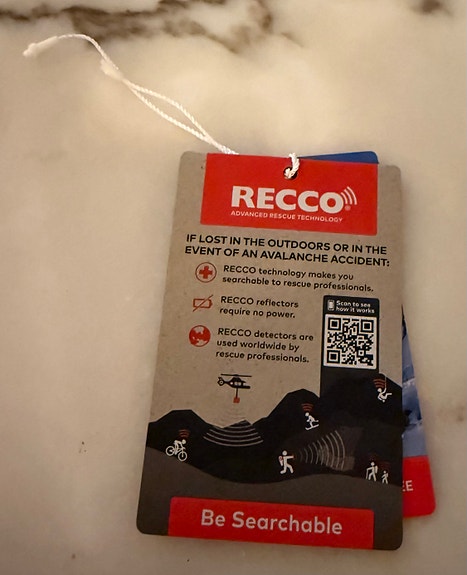 RECCO®
ADVANCED RESCUE TECHNOLOGY
IF LOST IN THE OUTDOORS OR IN THE
EVENT OF AN AVALANCHE ACCIDENT:
RECCO technology makes you
searchable to rescue professionals.
RECCO reflectors
require no power.
RECCO detectors are
used worldwide by
rescue professionals.
Scan to see
how it works
EE
Be Searchable